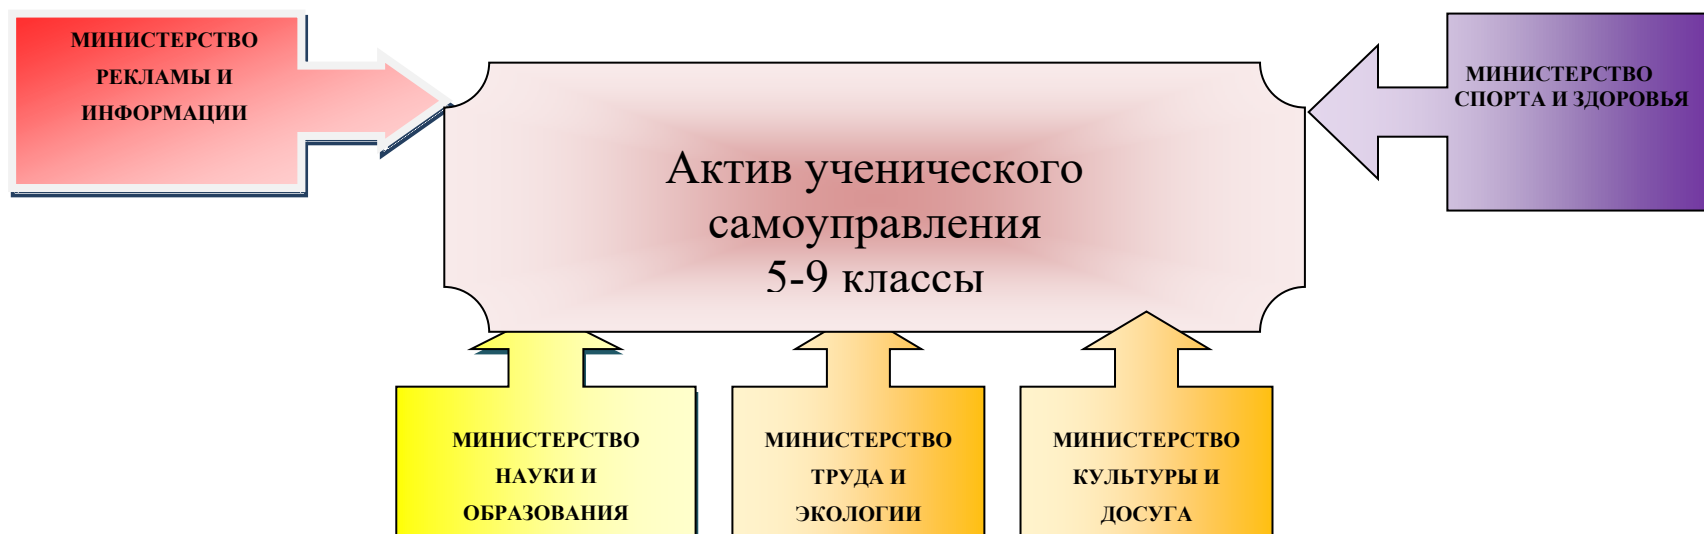 МИНИСТЕРСТВО
РЕКЛАМЫ И
ИНФОРМАЦИИ
МИНИСТЕРСТВО
СПОРТА И ЗДОРОВЬЯ
Актив ученического
самоуправления
5-9 классы
МИНИСТЕРСТВО
НАУКИ И
ОБРАЗОВАНИЯ
МИНИСТЕРСТВО
ТРУДА И
ЭКОЛОГИИ
МИНИСТЕРСТВО
КУЛЬТУРЫ И
ДОСУГА